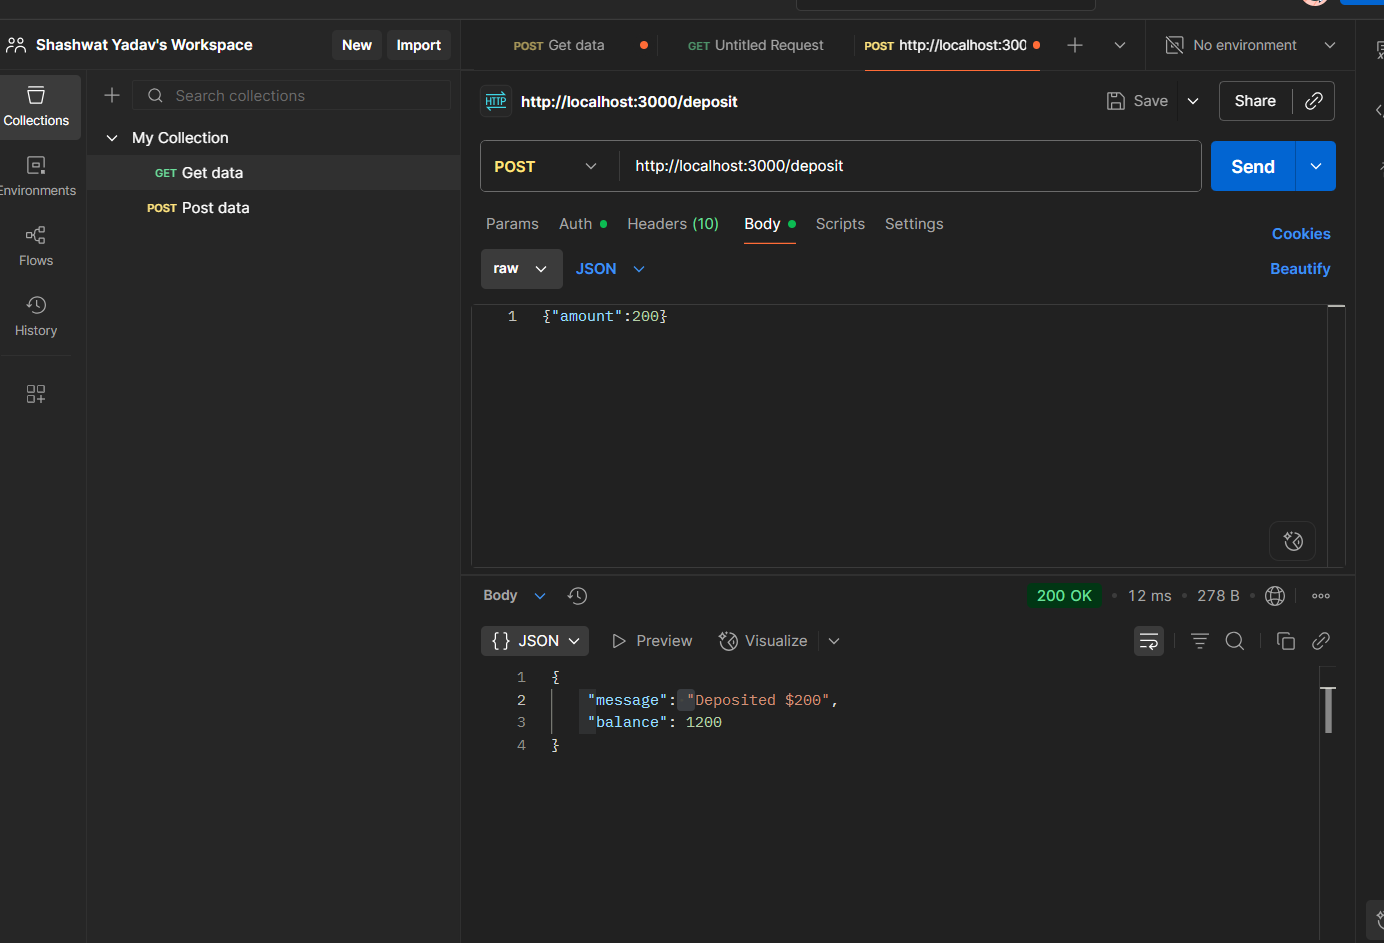 Shashwat Yadav's Workspace
New
Import
POST Get data
GET Untitled Request
POST http://localhost:300
No environment
Collections
Environments
Flows
History
Search collections
My Collection
GET Get data
POST Post data
HTTP
http://localhost:3000/deposit
Save
Share
POST
http://localhost:3000/deposit
Send
Params
Auth
Headers (10)
Body
Scripts
Settings
Cookies
raw
JSON
Beautify
1 {"amount":200}
Body
200 OK • 12 ms • 278 B
{} JSON
Preview
Visualize
1 {
2 "message": "Deposited $200",
3 "balance": 1200
4 }